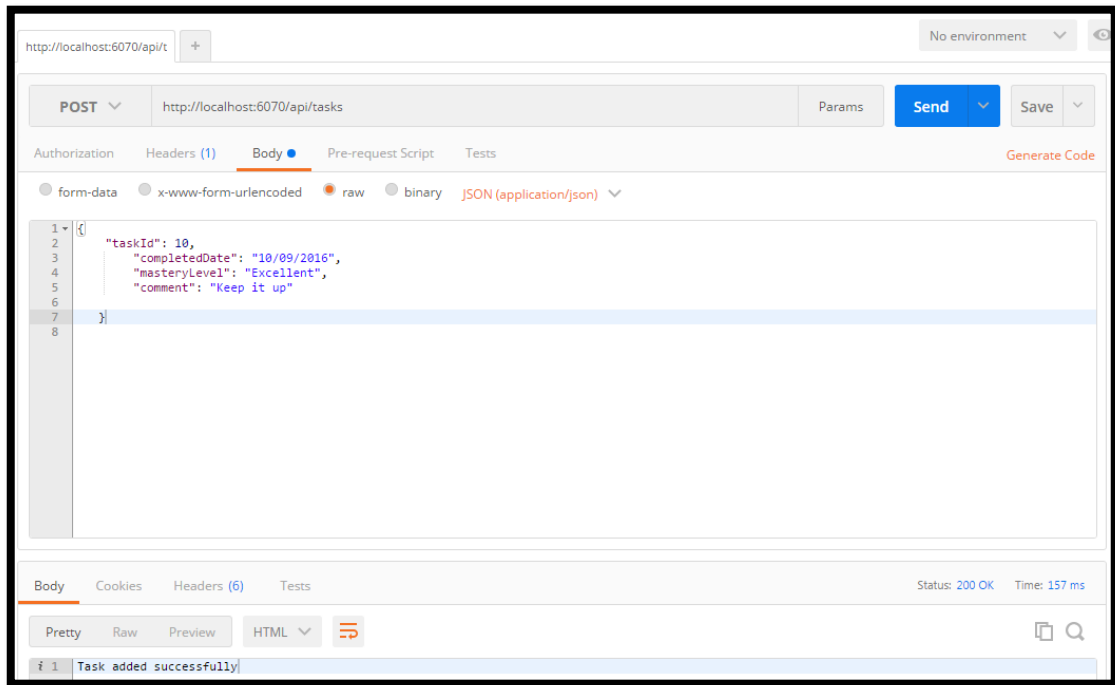 http://localhost:6070/api/t + No environment
POST http://localhost:6070/api/tasks Params Send Save
Authorization Headers (1) Body Pre-request Script Tests Generate Code
form-data x-www-form-urlencoded raw binary JSON (application/json)
1 {
2 "taskId": 10,
3 "completedDate": "10/09/2016",
4 "masteryLevel": "Excellent",
5 "comment": "Keep it up"
6
7 }
8
Body Cookies Headers (6) Tests Status: 200 OK Time: 157 ms
Pretty Raw Preview HTML
i 1 Task added successfully